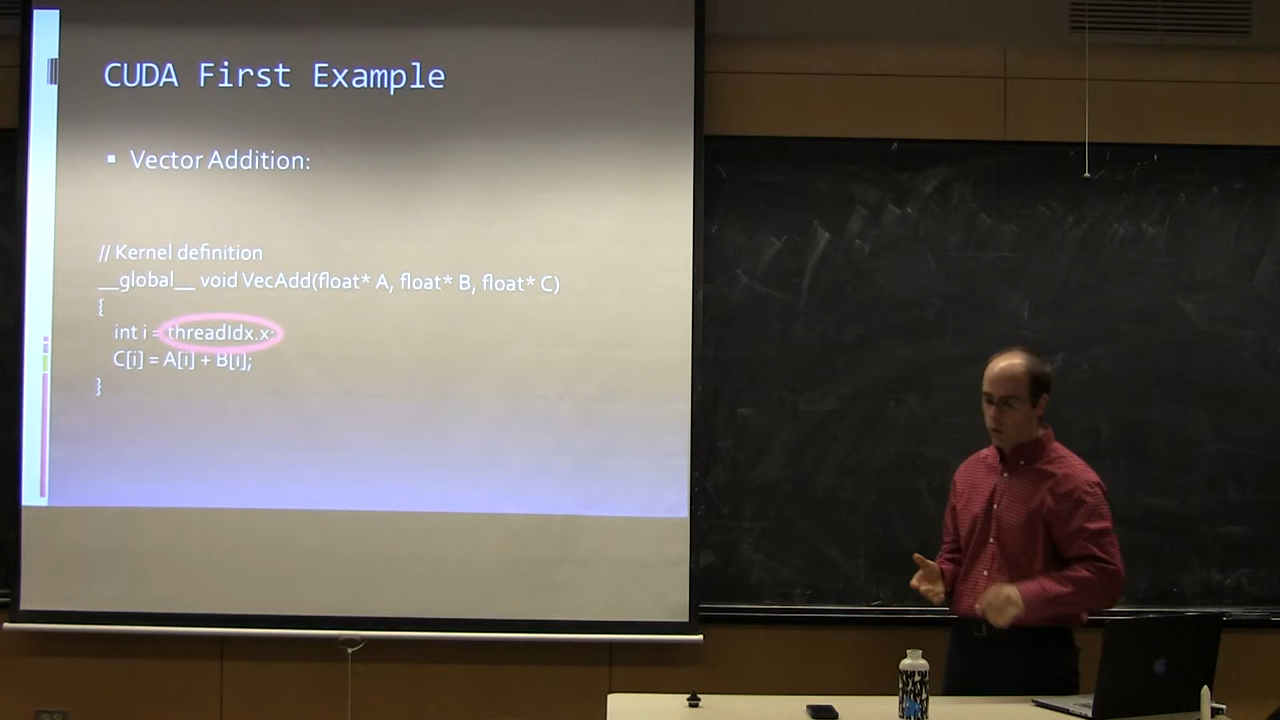 CUDA First Example
▪ Vector Addition:
// Kernel definition
__global__ void VecAdd(float* A, float* B, float* C)
{
int i = threadIdx.x;
C[i] = A[i] + B[i];
}